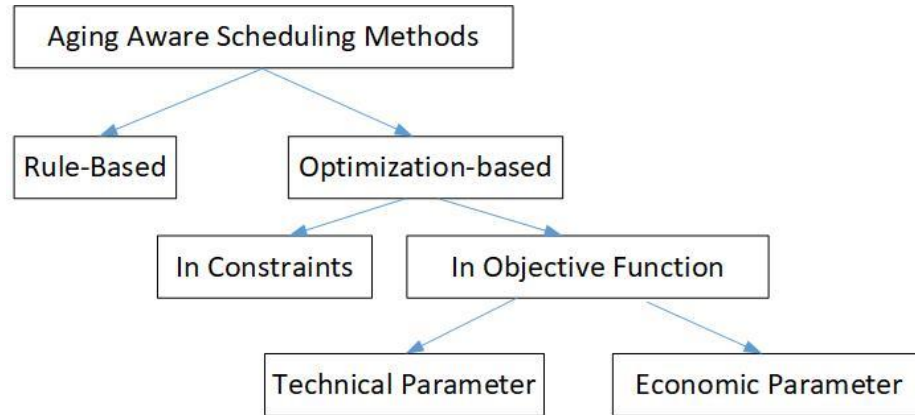 Aging Aware Scheduling Methods
Rule-Based
Optimization-based
In Constraints
In Objective Function
Technical Parameter
Economic Parameter